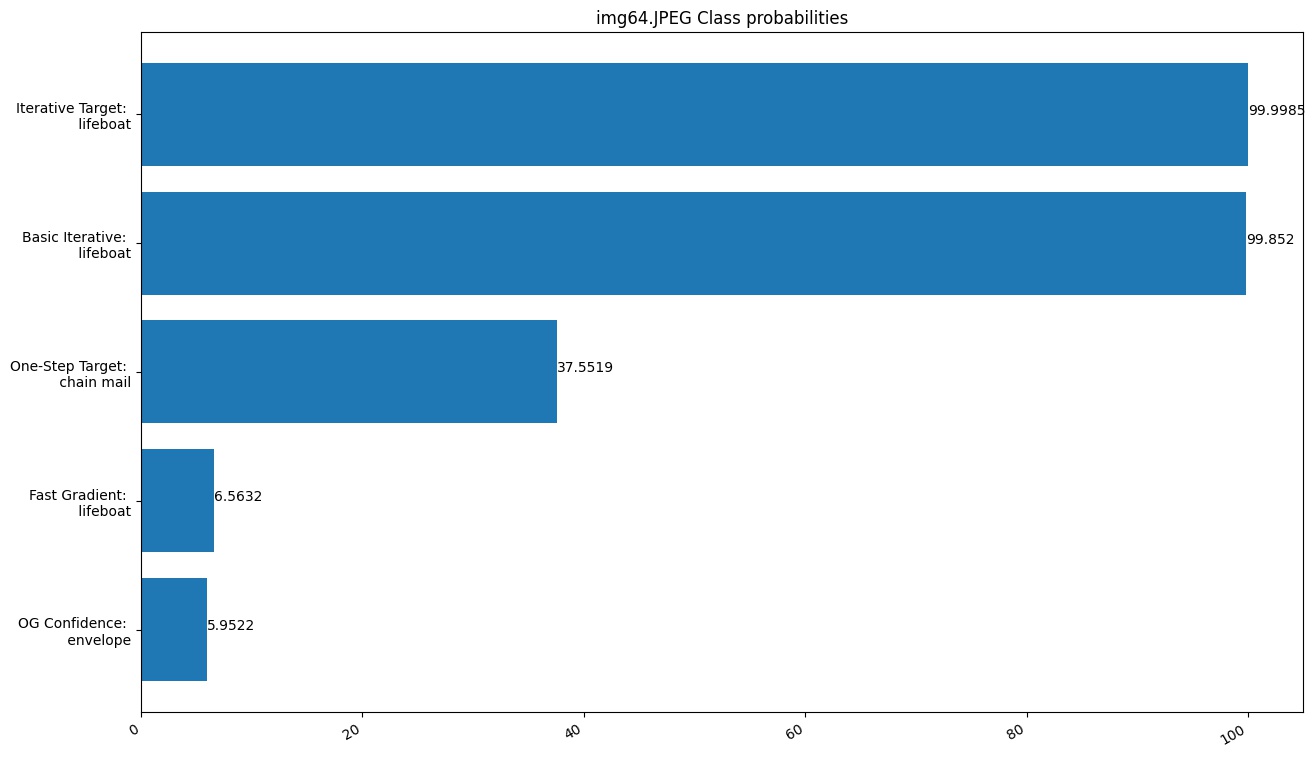 img64.JPEG Class probabilities
Iterative Target:
lifeboat
99.9985
Basic Iterative:
lifeboat
99.852
One-Step Target:
chain mail
37.5519
Fast Gradient:
lifeboat
6.5632
OG Confidence:
envelope
5.9522
0
20
40
60
80
100